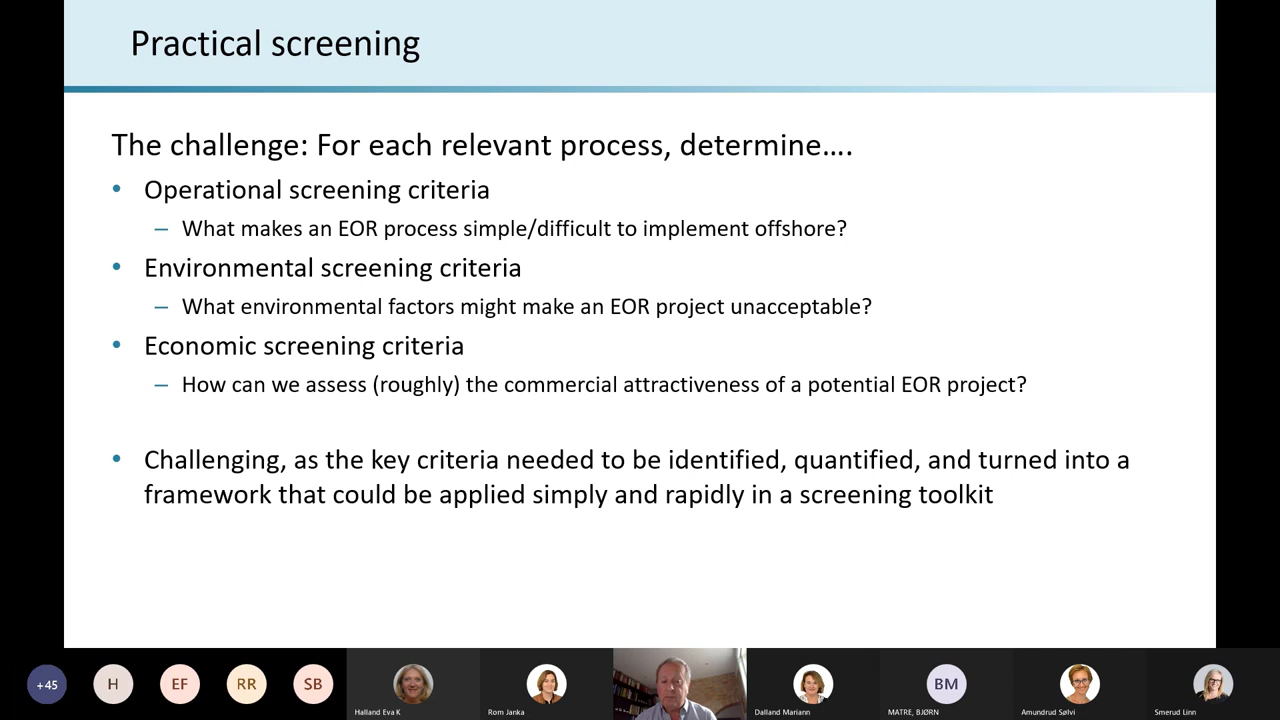 Practical screening
The challenge: For each relevant process, determine….
• Operational screening criteria
– What makes an EOR process simple/difficult to implement offshore?
• Environmental screening criteria
– What environmental factors might make an EOR project unacceptable?
• Economic screening criteria
– How can we assess (roughly) the commercial attractiveness of a potential EOR project?
• Challenging, as the key criteria needed to be identified, quantified, and turned into a
framework that could be applied simply and rapidly in a screening toolkit
+45
H
EF
RR
SB
BM
Halland Eva K
Rom Janka
Dalland Mariann
MATRE, BJØRN
Amundrud Sølvi
Smerud Linn